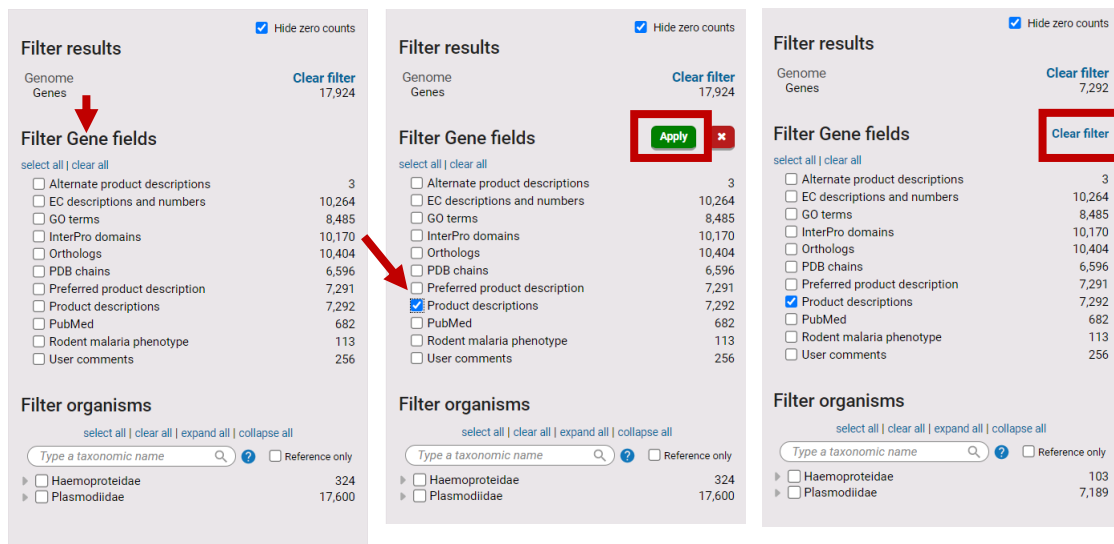 Hide zero counts
Filter results
Genome Clear filter
Genes 17,924
Filter Gene fields
select all | clear all
Alternate product descriptions 3
EC descriptions and numbers 10,264
GO terms 8,485
InterPro domains 10,170
Orthologs 10,404
PDB chains 6,596
Preferred product description 7,291
Product descriptions 7,292
PubMed 682
Rodent malaria phenotype 113
User comments 256
Filter organisms
select all | clear all | expand all | collapse all
Type a taxonomic name ? Reference only
Haemoproteidae 324
Plasmodiidae 17,600
Hide zero counts
Filter results
Genome Clear filter
Genes 17,924
Filter Gene fields Apply
select all | clear all
Alternate product descriptions 3
EC descriptions and numbers 10,264
GO terms 8,485
InterPro domains 10,170
Orthologs 10,404
PDB chains 6,596
Preferred product description 7,291
Product descriptions 7,292
PubMed 682
Rodent malaria phenotype 113
User comments 256
Filter organisms
select all | clear all | expand all | collapse all
Type a taxonomic name ? Reference only
Haemoproteidae 324
Plasmodiidae 17,600
Hide zero counts
Filter results
Genome Clear filter
Genes 7,292
Filter Gene fields Clear filter
select all | clear all
Alternate product descriptions 3
EC descriptions and numbers 10,264
GO terms 8,485
InterPro domains 10,170
Orthologs 10,404
PDB chains 6,596
Preferred product description 7,291
Product descriptions 7,292
PubMed 682
Rodent malaria phenotype 113
User comments 256
Filter organisms
select all | clear all | expand all | collapse all
Type a taxonomic name ? Reference only
Haemoproteidae 103
Plasmodiidae 7,189